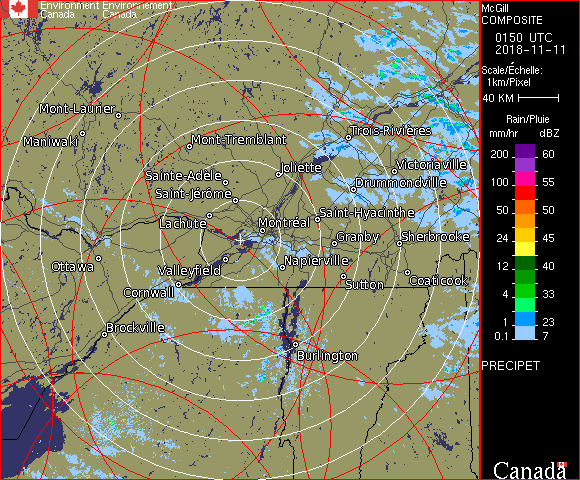 Environment Environnement
Canada Canada
McGill
COMPOSITE
0150 UTC
2018-11-11
Scale/Échelle:
1km/Pixel
40 KM
Rain/Pluie
mm/hr dBZ
200 60
100 55
50 50
24 45
12 40
4 33
1 23
0.1 7
PRECIPET
Canada
Mont-Laurier
Maniwaki
Mont-Tremblant
Trois-Rivières
Sainte-Adèle
Joliette
Victoriaville
Saint-Jérôme
Drummondville
Lachute
Montréal
Saint-Hyacinthe
Granby
Sherbrooke
Ottawa
Valleyfield
Napierville
Cornwall
Sutton
Coaticook
Brockville
Burlington